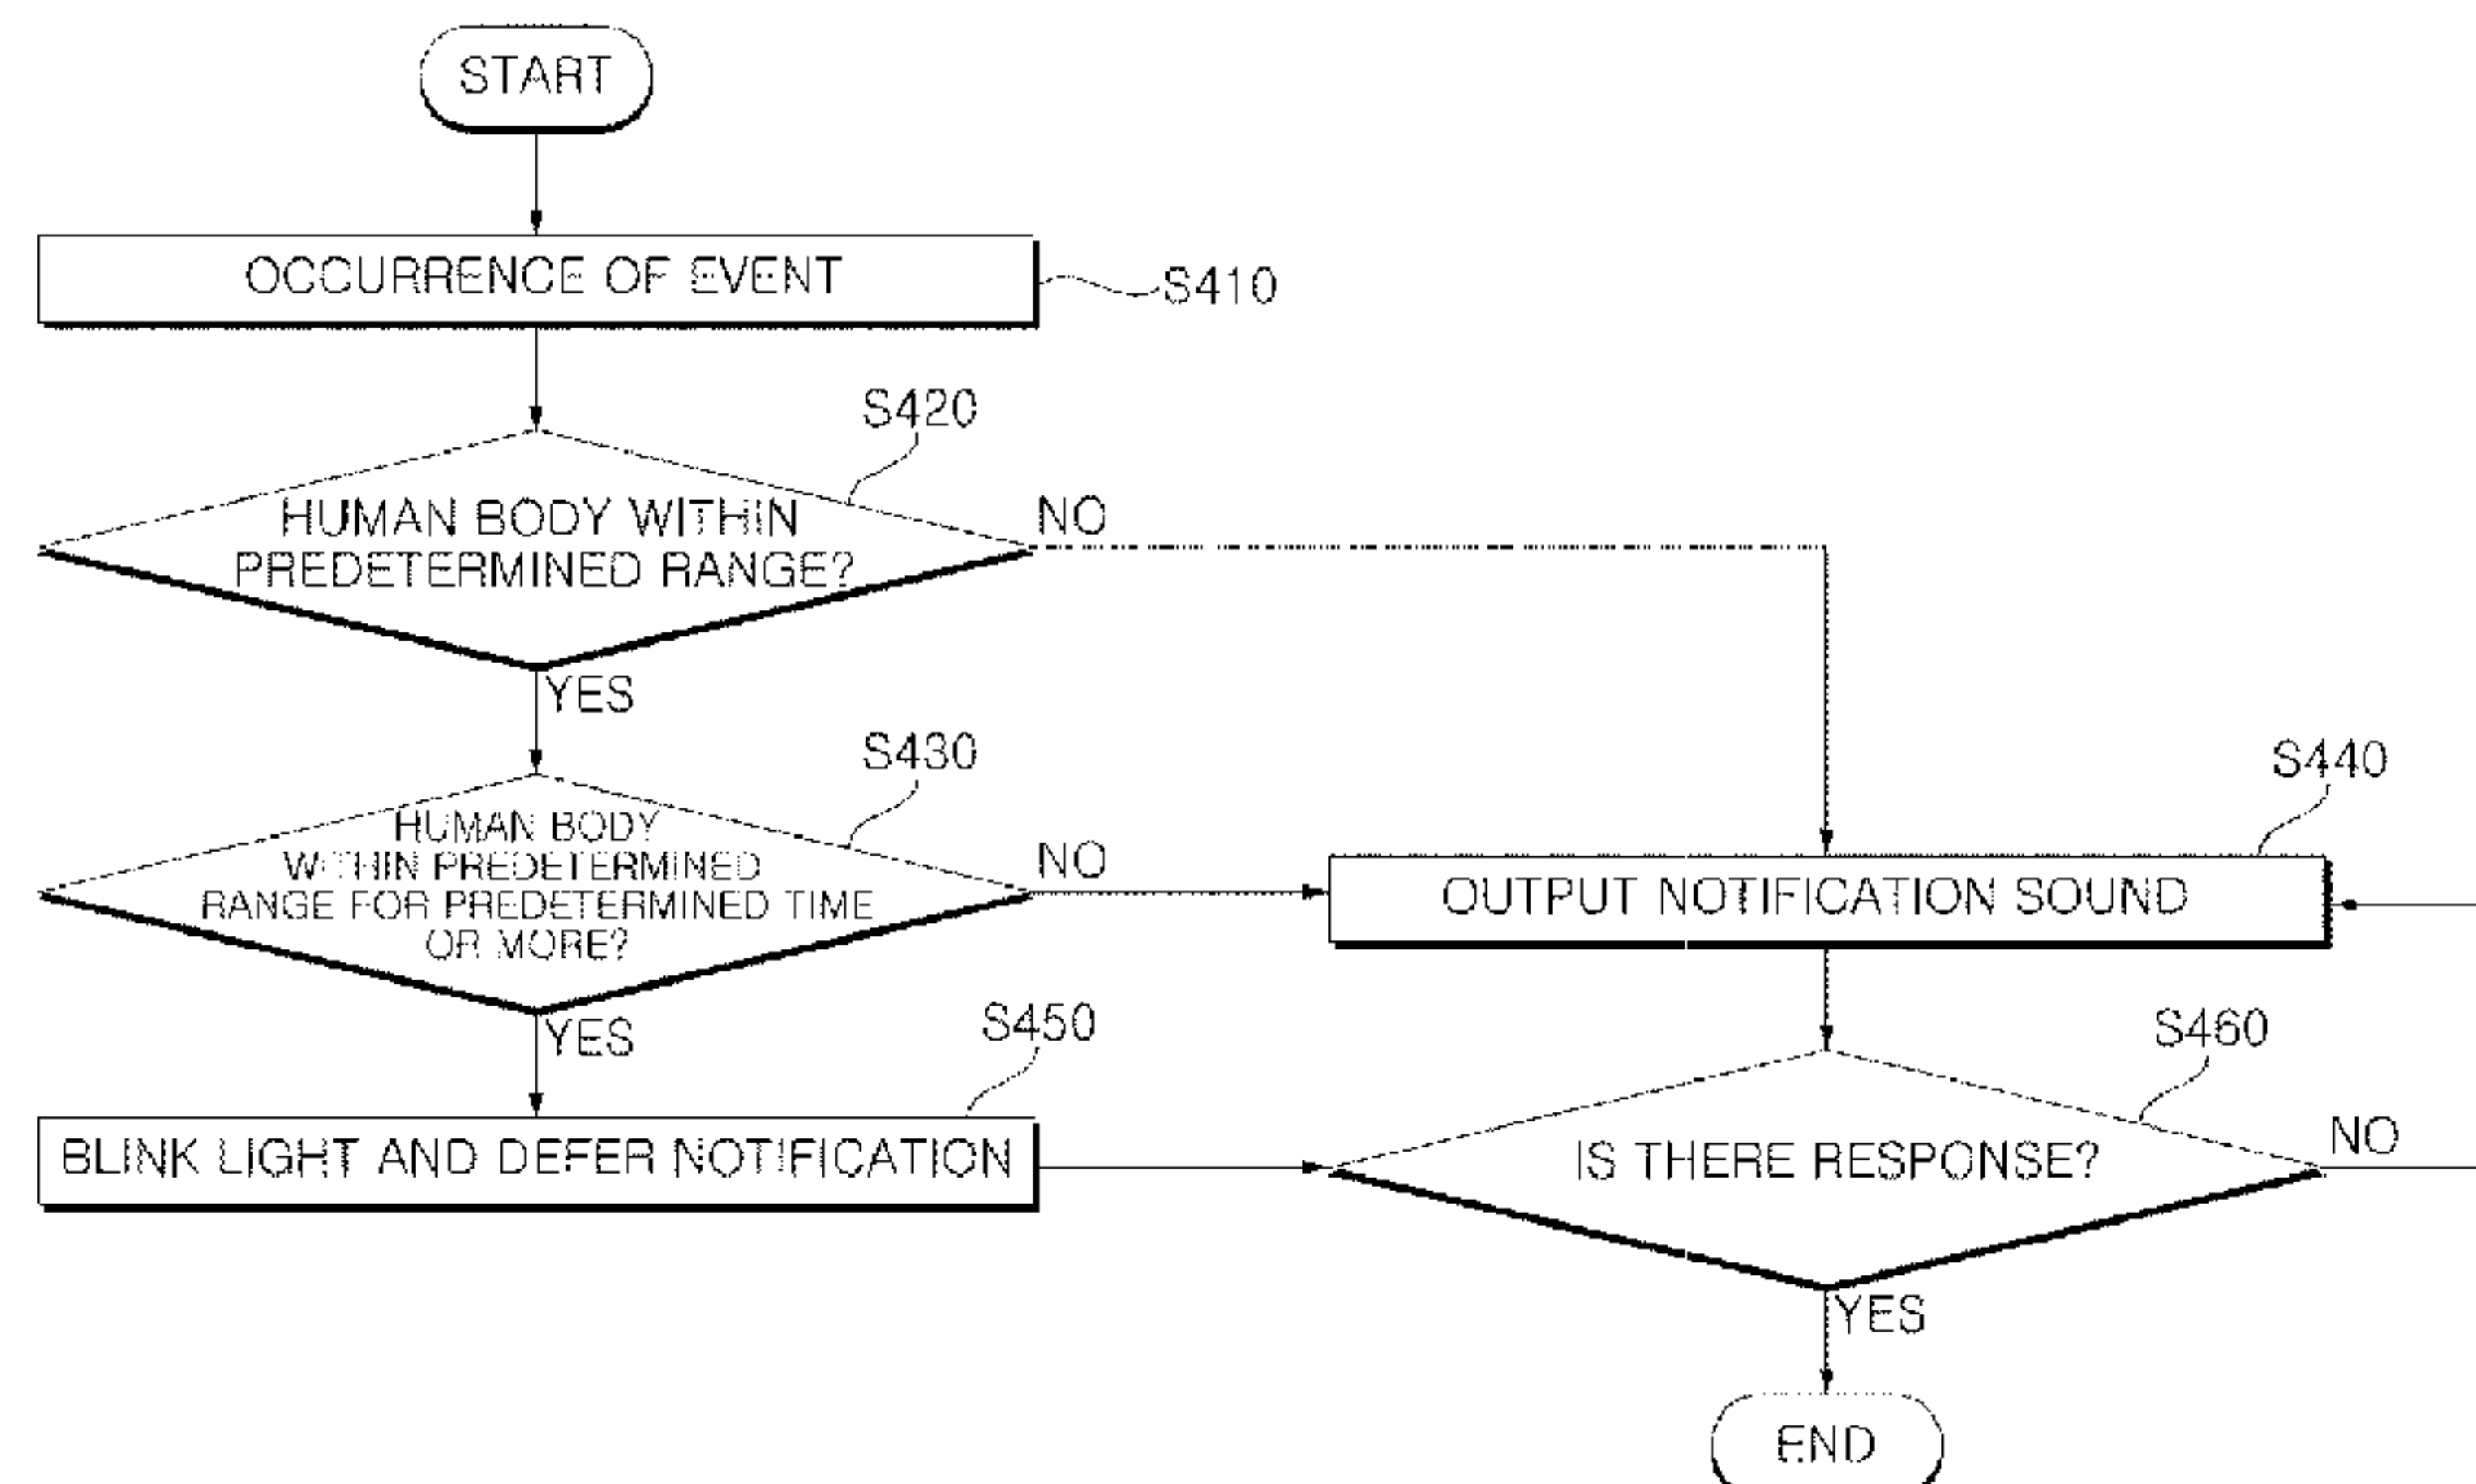 START
OCCURRENCE OF EVENT
S410
S420
HUMAN BODY WITHIN
PREDETERMINED RANGE?
NO
YES
S430
HUMAN BODY
WITHIN PREDETERMINED
RANGE FOR PREDETERMINED TIME
OR MORE?
NO
YES
S440
OUTPUT NOTIFICATION SOUND
S450
BLINK LIGHT AND DEFER NOTIFICATION
S460
IS THERE RESPONSE?
NO
YES
END